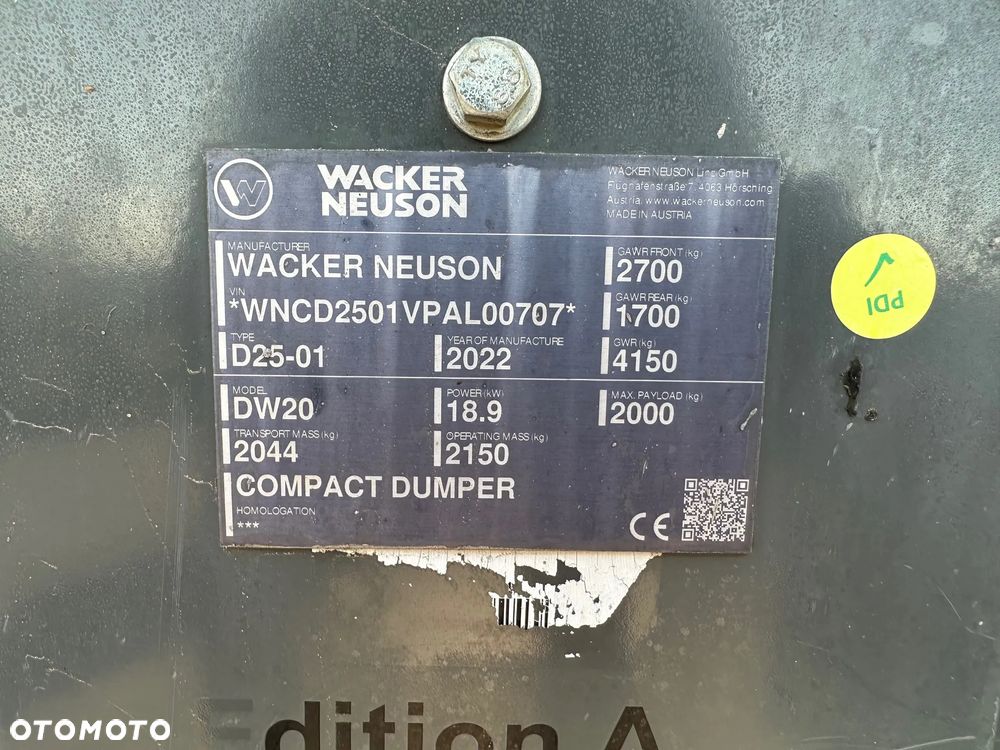 WACKER
NEUSON
WACKER NEUSON Linz GmbH
Flughafenstraße 7, 4063 Hörsching
Austria, www.wackerneuson.com
MADE IN AUSTRIA
MANUFACTURER
WACKER NEUSON
GAWR FRONT (kg)
2700
VIN
*WNCD2501VPAL00707*
GAWR REAR (kg)
1700
TYPE
D25-01
YEAR OF MANUFACTURE
2022
GWR (kg)
4150
MODEL
DW20
POWER (kW)
18.9
MAX. PAYLOAD (kg)
2000
TRANSPORT MASS (kg)
2044
OPERATING MASS (kg)
2150
COMPACT DUMPER
HOMOLOGATION
***
CE
PDI
Edition A
OTOMOTO